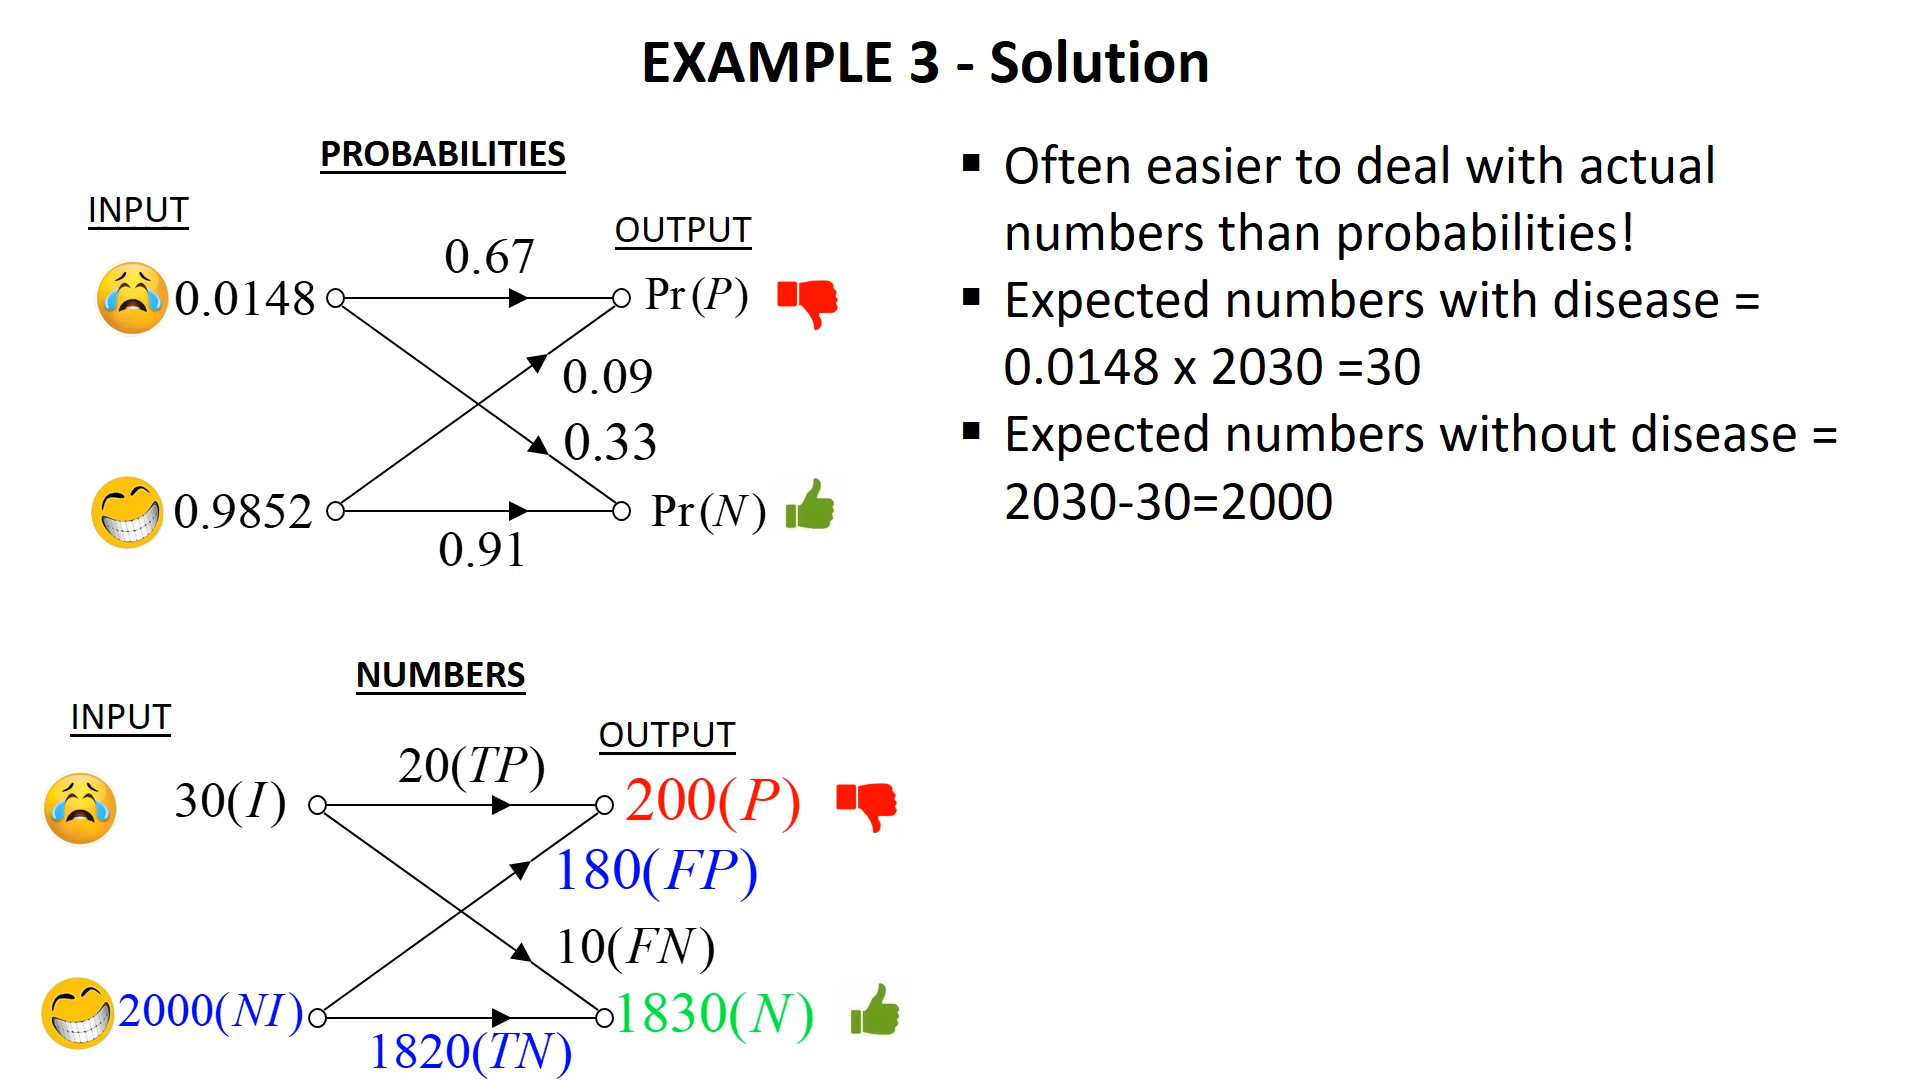 EXAMPLE 3 - Solution
PROBABILITIES
INPUT
OUTPUT
0.67
0.0148
Pr(P)
0.09
0.33
0.9852
Pr(N)
0.91
▪ Often easier to deal with actual
numbers than probabilities!
▪ Expected numbers with disease =
0.0148 x 2030 =30
▪ Expected numbers without disease =
2030-30=2000
NUMBERS
INPUT
OUTPUT
20(TP)
30(I)
200(P)
180(FP)
10(FN)
2000(NI)
1830(N)
1820(TN)